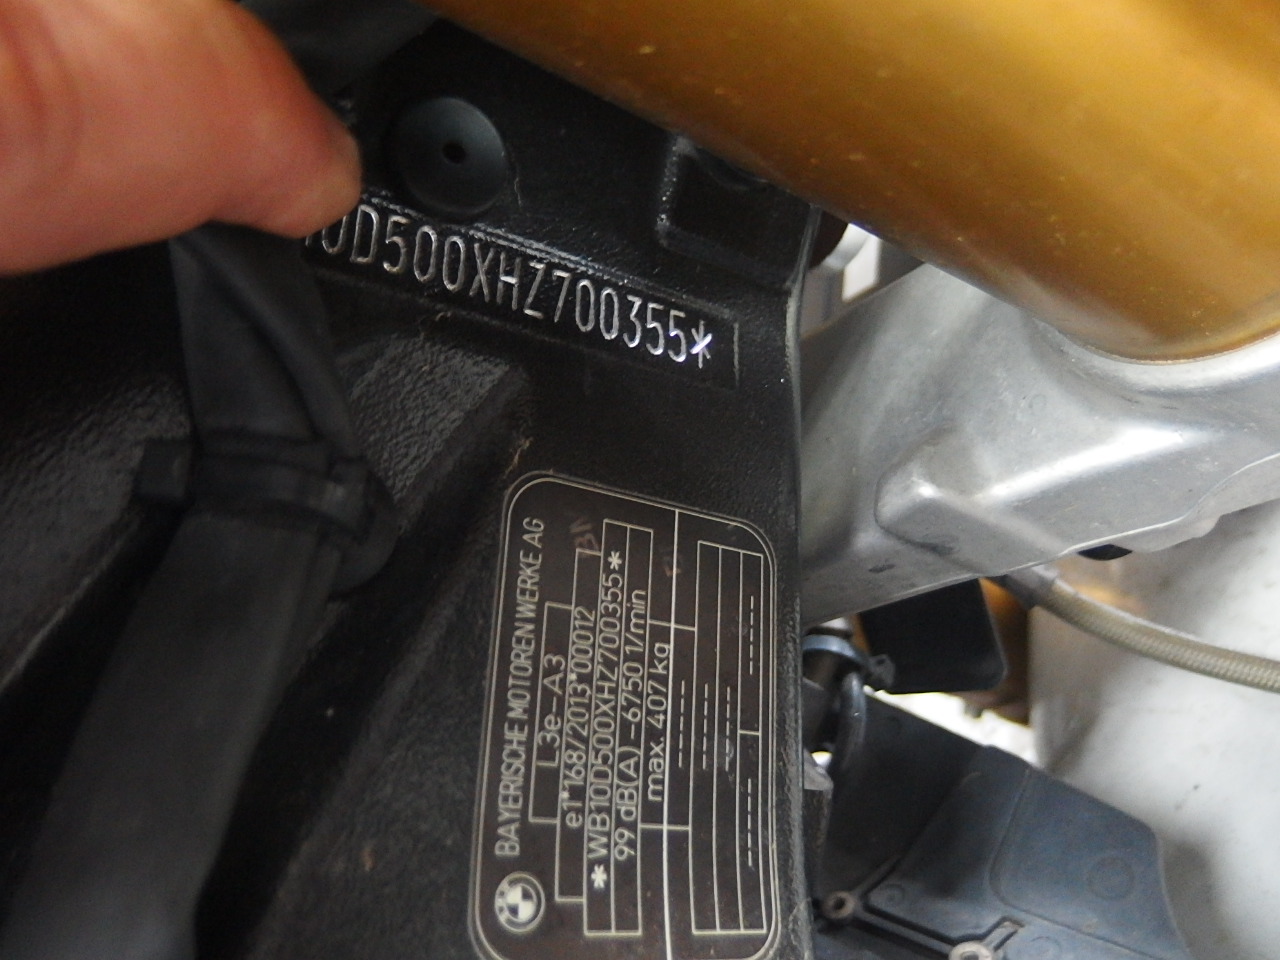 10D500XHZ700355*
BAYERISCHE MOTOREN WERKE AG
L3e-A3
e1*168/2013*00012
*WB10D500XHZ700355*
99 dB(A) -6750 1/min
max. 407 kg